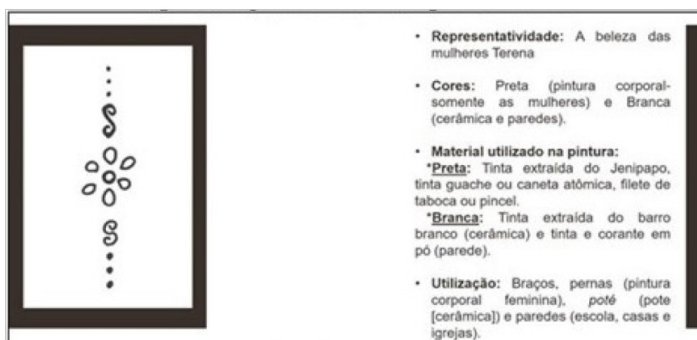 • Representatividade: A beleza das
mulheres Terena
• Cores: Preta (pintura corporal-
somente as mulheres) e Branca
(cerâmica e paredes).
• Material utilizado na pintura:
*Preta: Tinta extraída do Jenipapo,
tinta guache ou caneta atômica, filete de
taboca ou pincel.
*Branca: Tinta extraída do barro
branco (cerâmica) e tinta e corante em
pó (parede).
• Utilização: Braços, pernas (pintura
corporal feminina), poté (pote
[cerâmica]) e paredes (escola, casas e
igrejas).